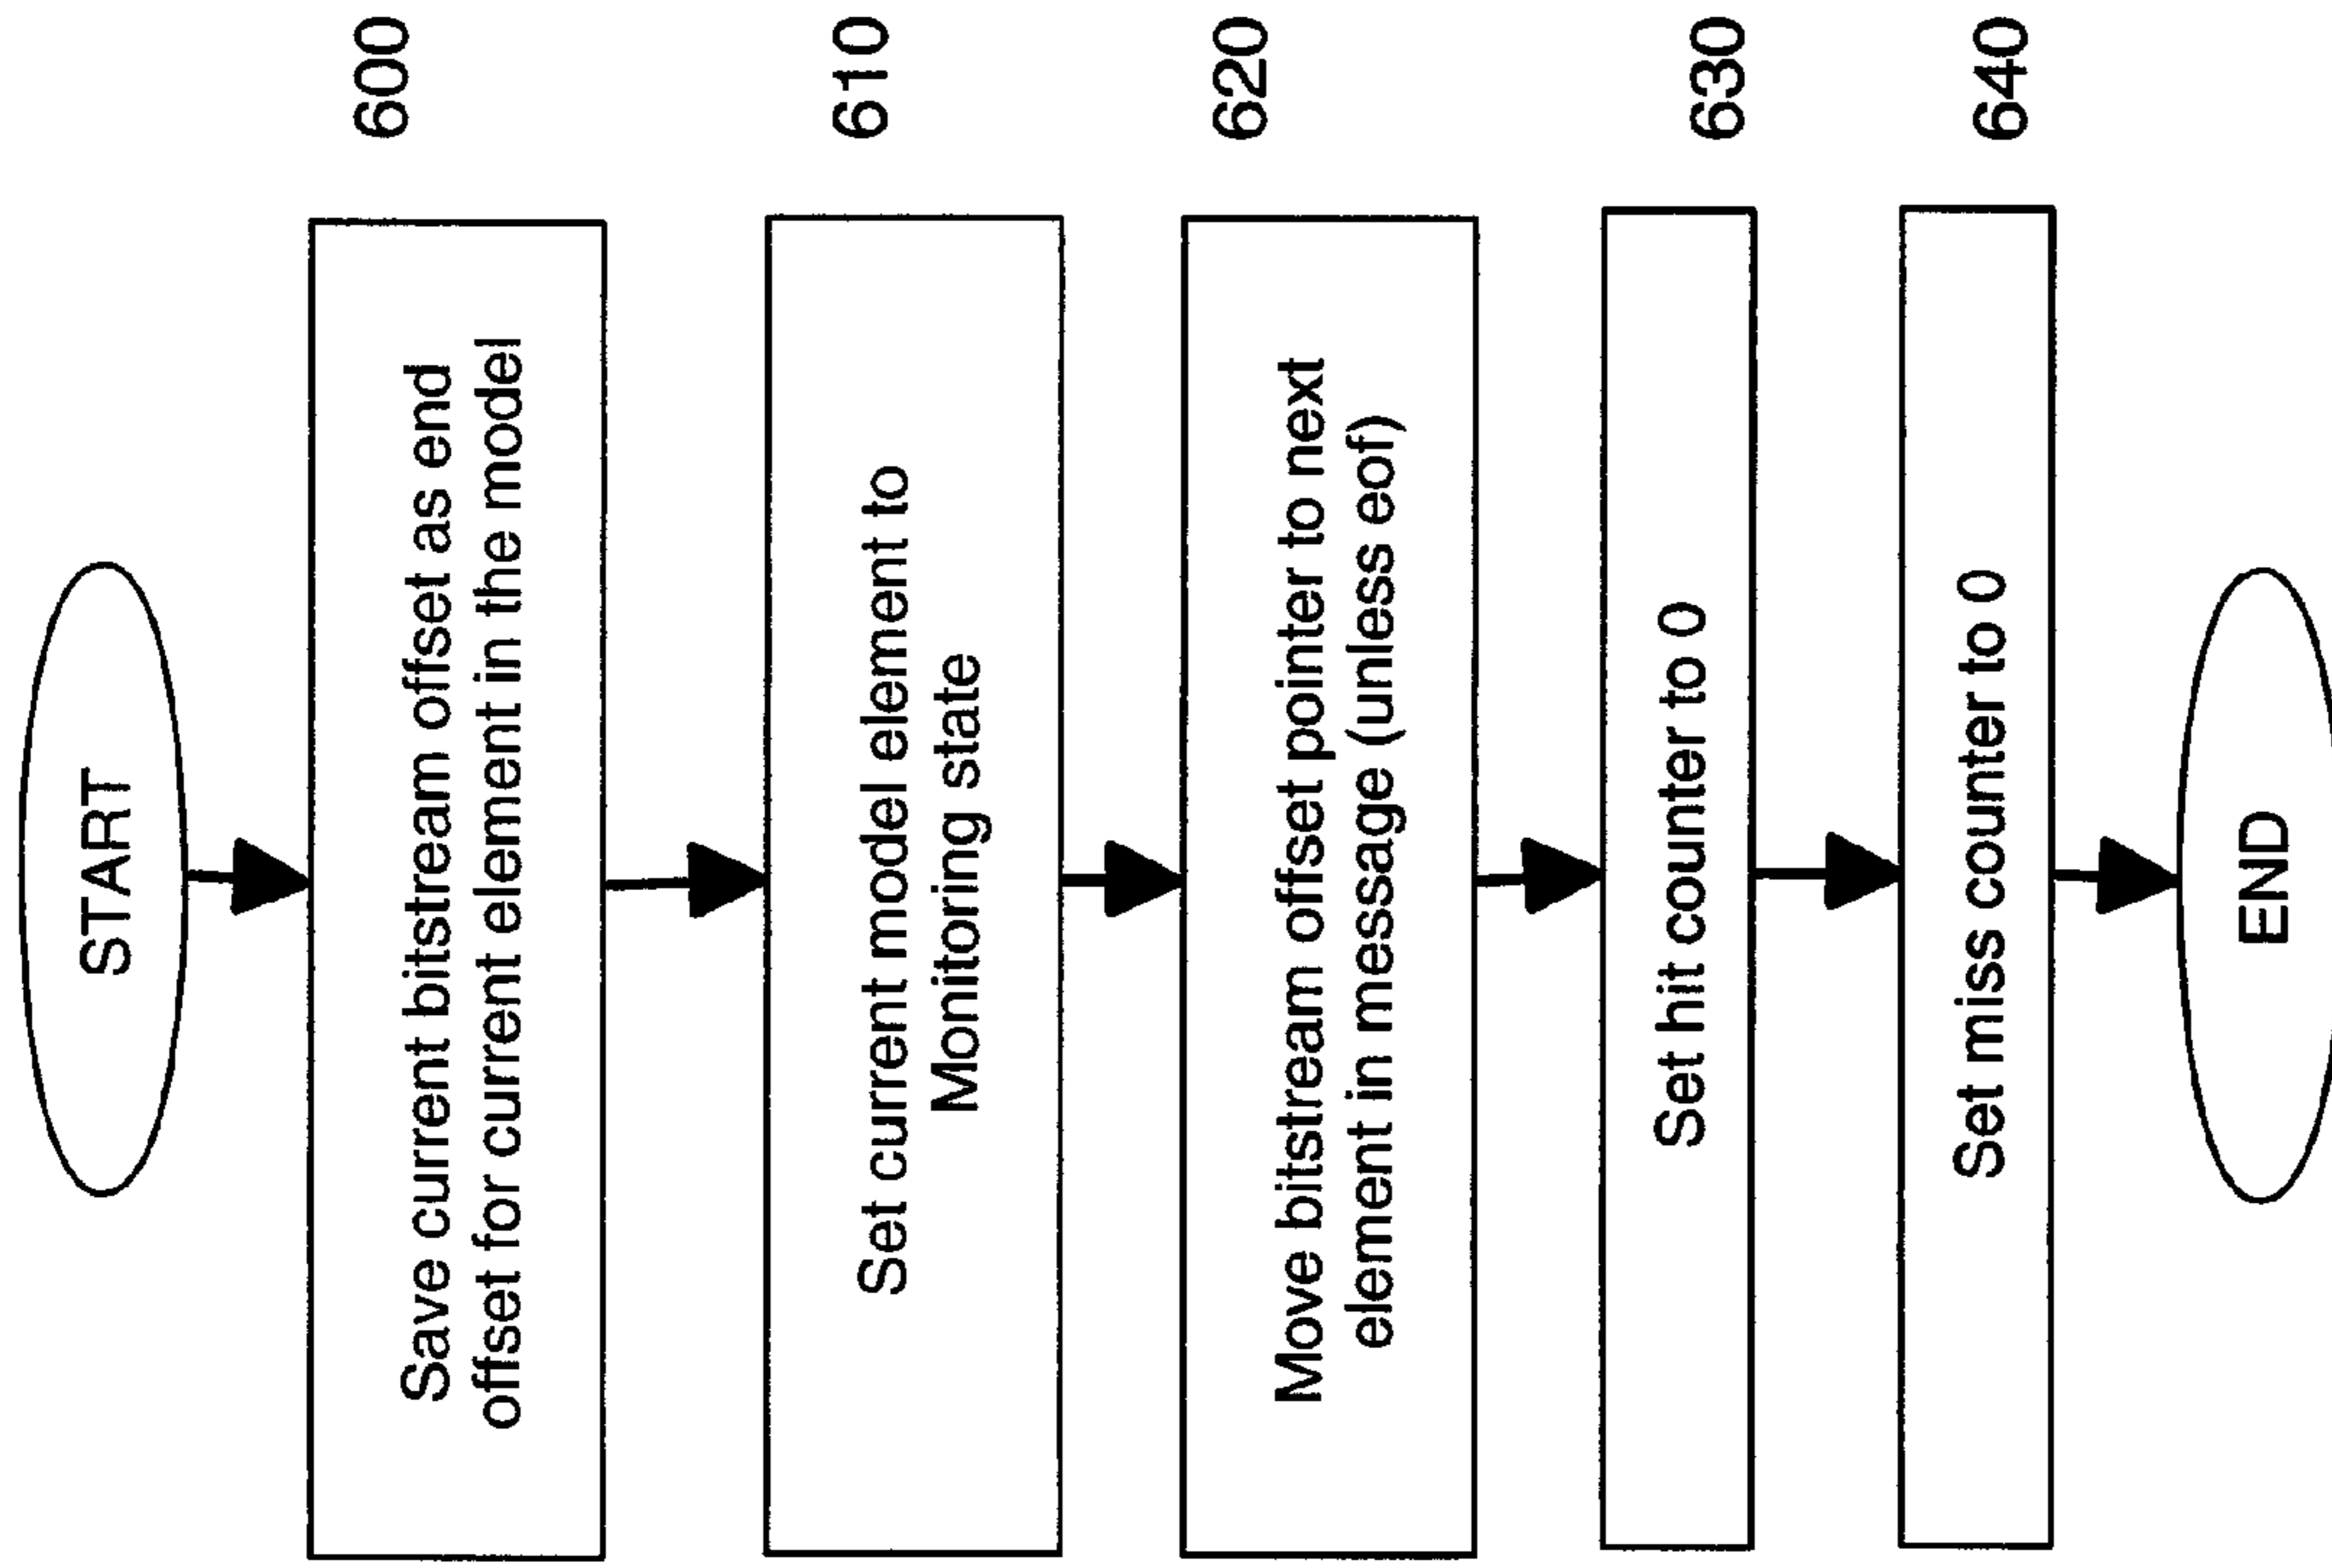 START
600
Save current bitstream offset as end
offset for current element in the model
610
Set current model element to
Monitoring state
620
Move bitstream offset pointer to next
element in message (unless eof)
630
Set hit counter to 0
640
Set miss counter to 0
END